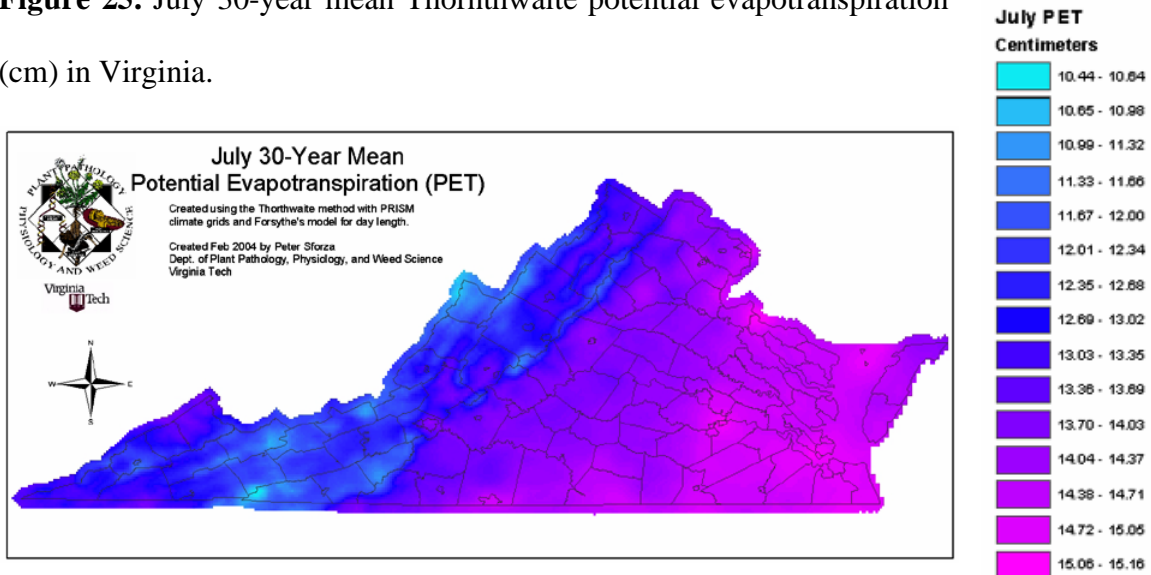 Figure 23. July 30-year mean Thornthwaite potential evapotranspiration
(cm) in Virginia.
July 30-Year Mean
Potential Evapotranspiration (PET)
Created using the Thorthwaite method with PRISM
climate grids and Forsythe's model for day length.
Created Feb 2004 by Peter Sforza
Dept. of Plant Pathology, Physiology, and Weed Science
Virginia Tech
PLANT PATHOLOGY
PHYSIOLOGY AND WEED SCIENCE
Virginia
Tech
N
W E
S
July PET
Centimeters
10.44 - 10.64
10.65 - 10.98
10.99 - 11.32
11.33 - 11.66
11.67 - 12.00
12.01 - 12.34
12.35 - 12.68
12.69 - 13.02
13.03 - 13.35
13.36 - 13.69
13.70 - 14.03
14.04 - 14.37
14.38 - 14.71
14.72 - 15.05
15.06 - 15.16